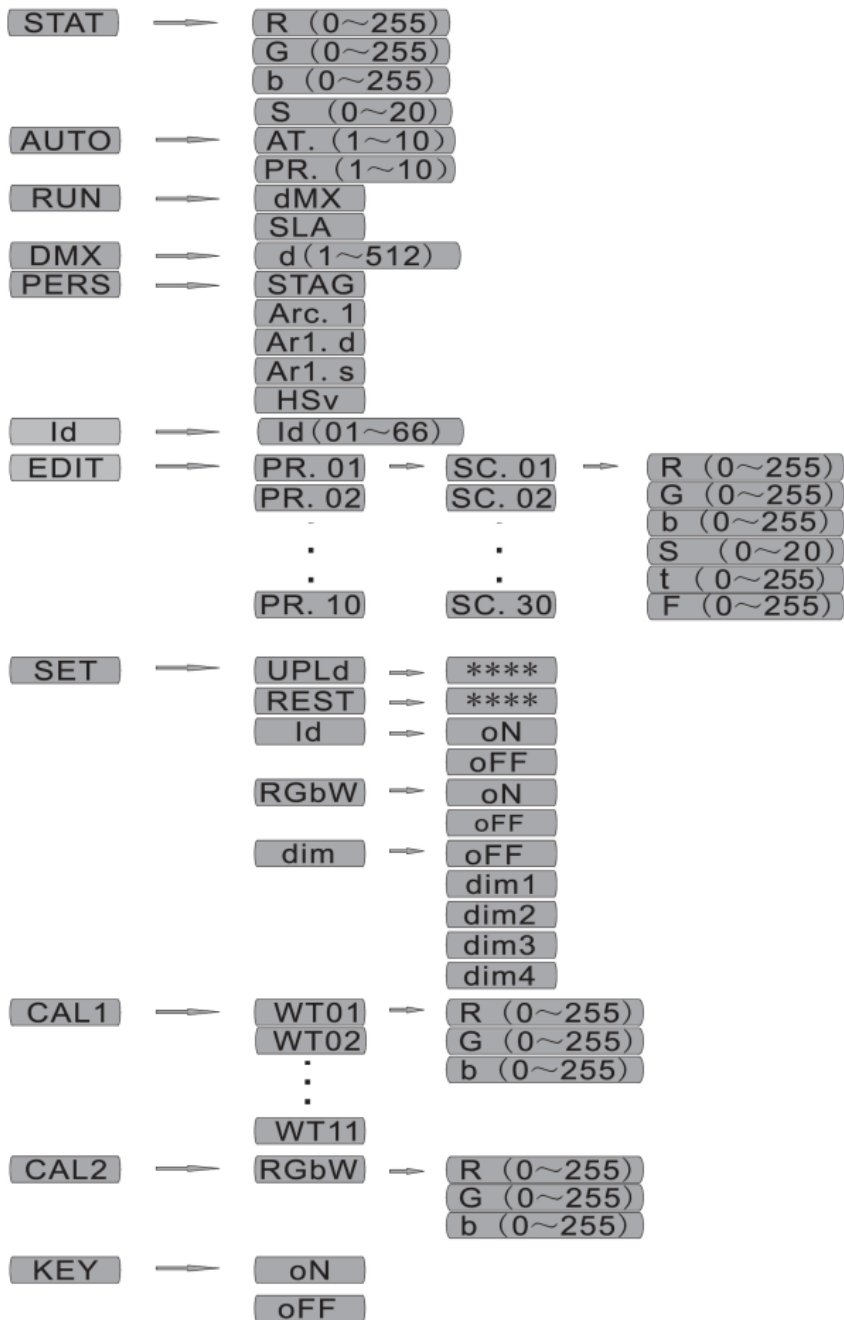 STAT R (0～255)
G (0～255)
b (0～255)
S (0～20)
AUTO AT. (1～10)
PR. (1～10)
RUN dMX
SLA
DMX d(1～512)
PERS STAG
Arc. 1
Ar1. d
Ar1. s
HSv
Id Id(01～66)
EDIT PR. 01 SC. 01 R (0～255)
PR. 02 SC. 02 G (0～255)
b (0～255)
S (0～20)
t (0～255)
PR. 10 SC. 30 F (0～255)
SET UPLd ****
REST ****
Id oN
oFF
RGbW oN
oFF
dim oFF
dim1
dim2
dim3
dim4
CAL1 WT01 R (0～255)
WT02 G (0～255)
b (0～255)
WT11
CAL2 RGbW R (0～255)
G (0～255)
b (0～255)
KEY oN
oFF